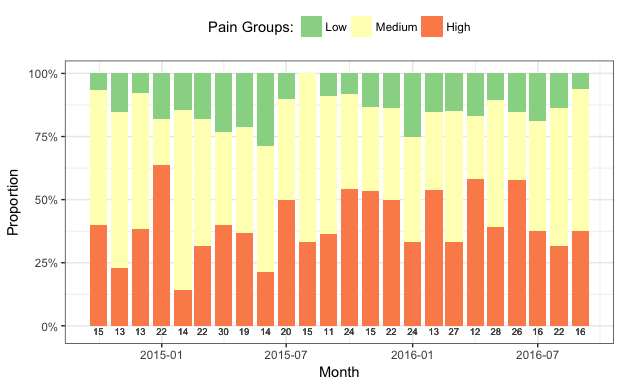 Pain Groups: Low Medium High
100%
75%
50%
25%
0%
Proportion
15 13 13 22 14 22 30 19 14 20 15 11 24 15 22 24 13 27 12 28 26 16 22 16
2015-01 2015-07 2016-01 2016-07
Month